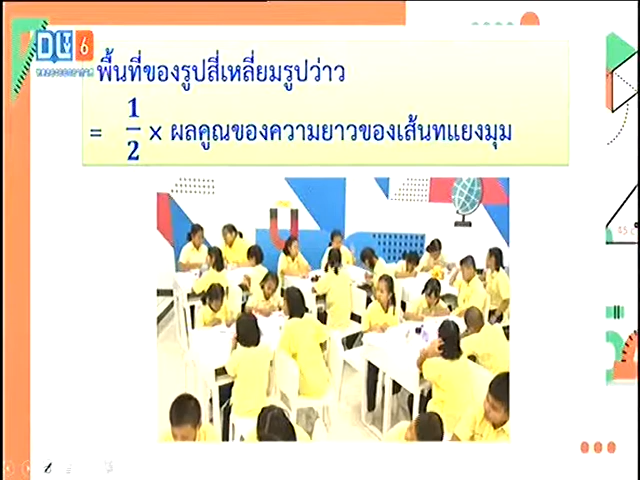 DL 6
พื้นที่ของรูปสี่เหลี่ยมรูปว่าว
= 1/2 × ผลคูณของความยาวของเส้นทแยงมุม